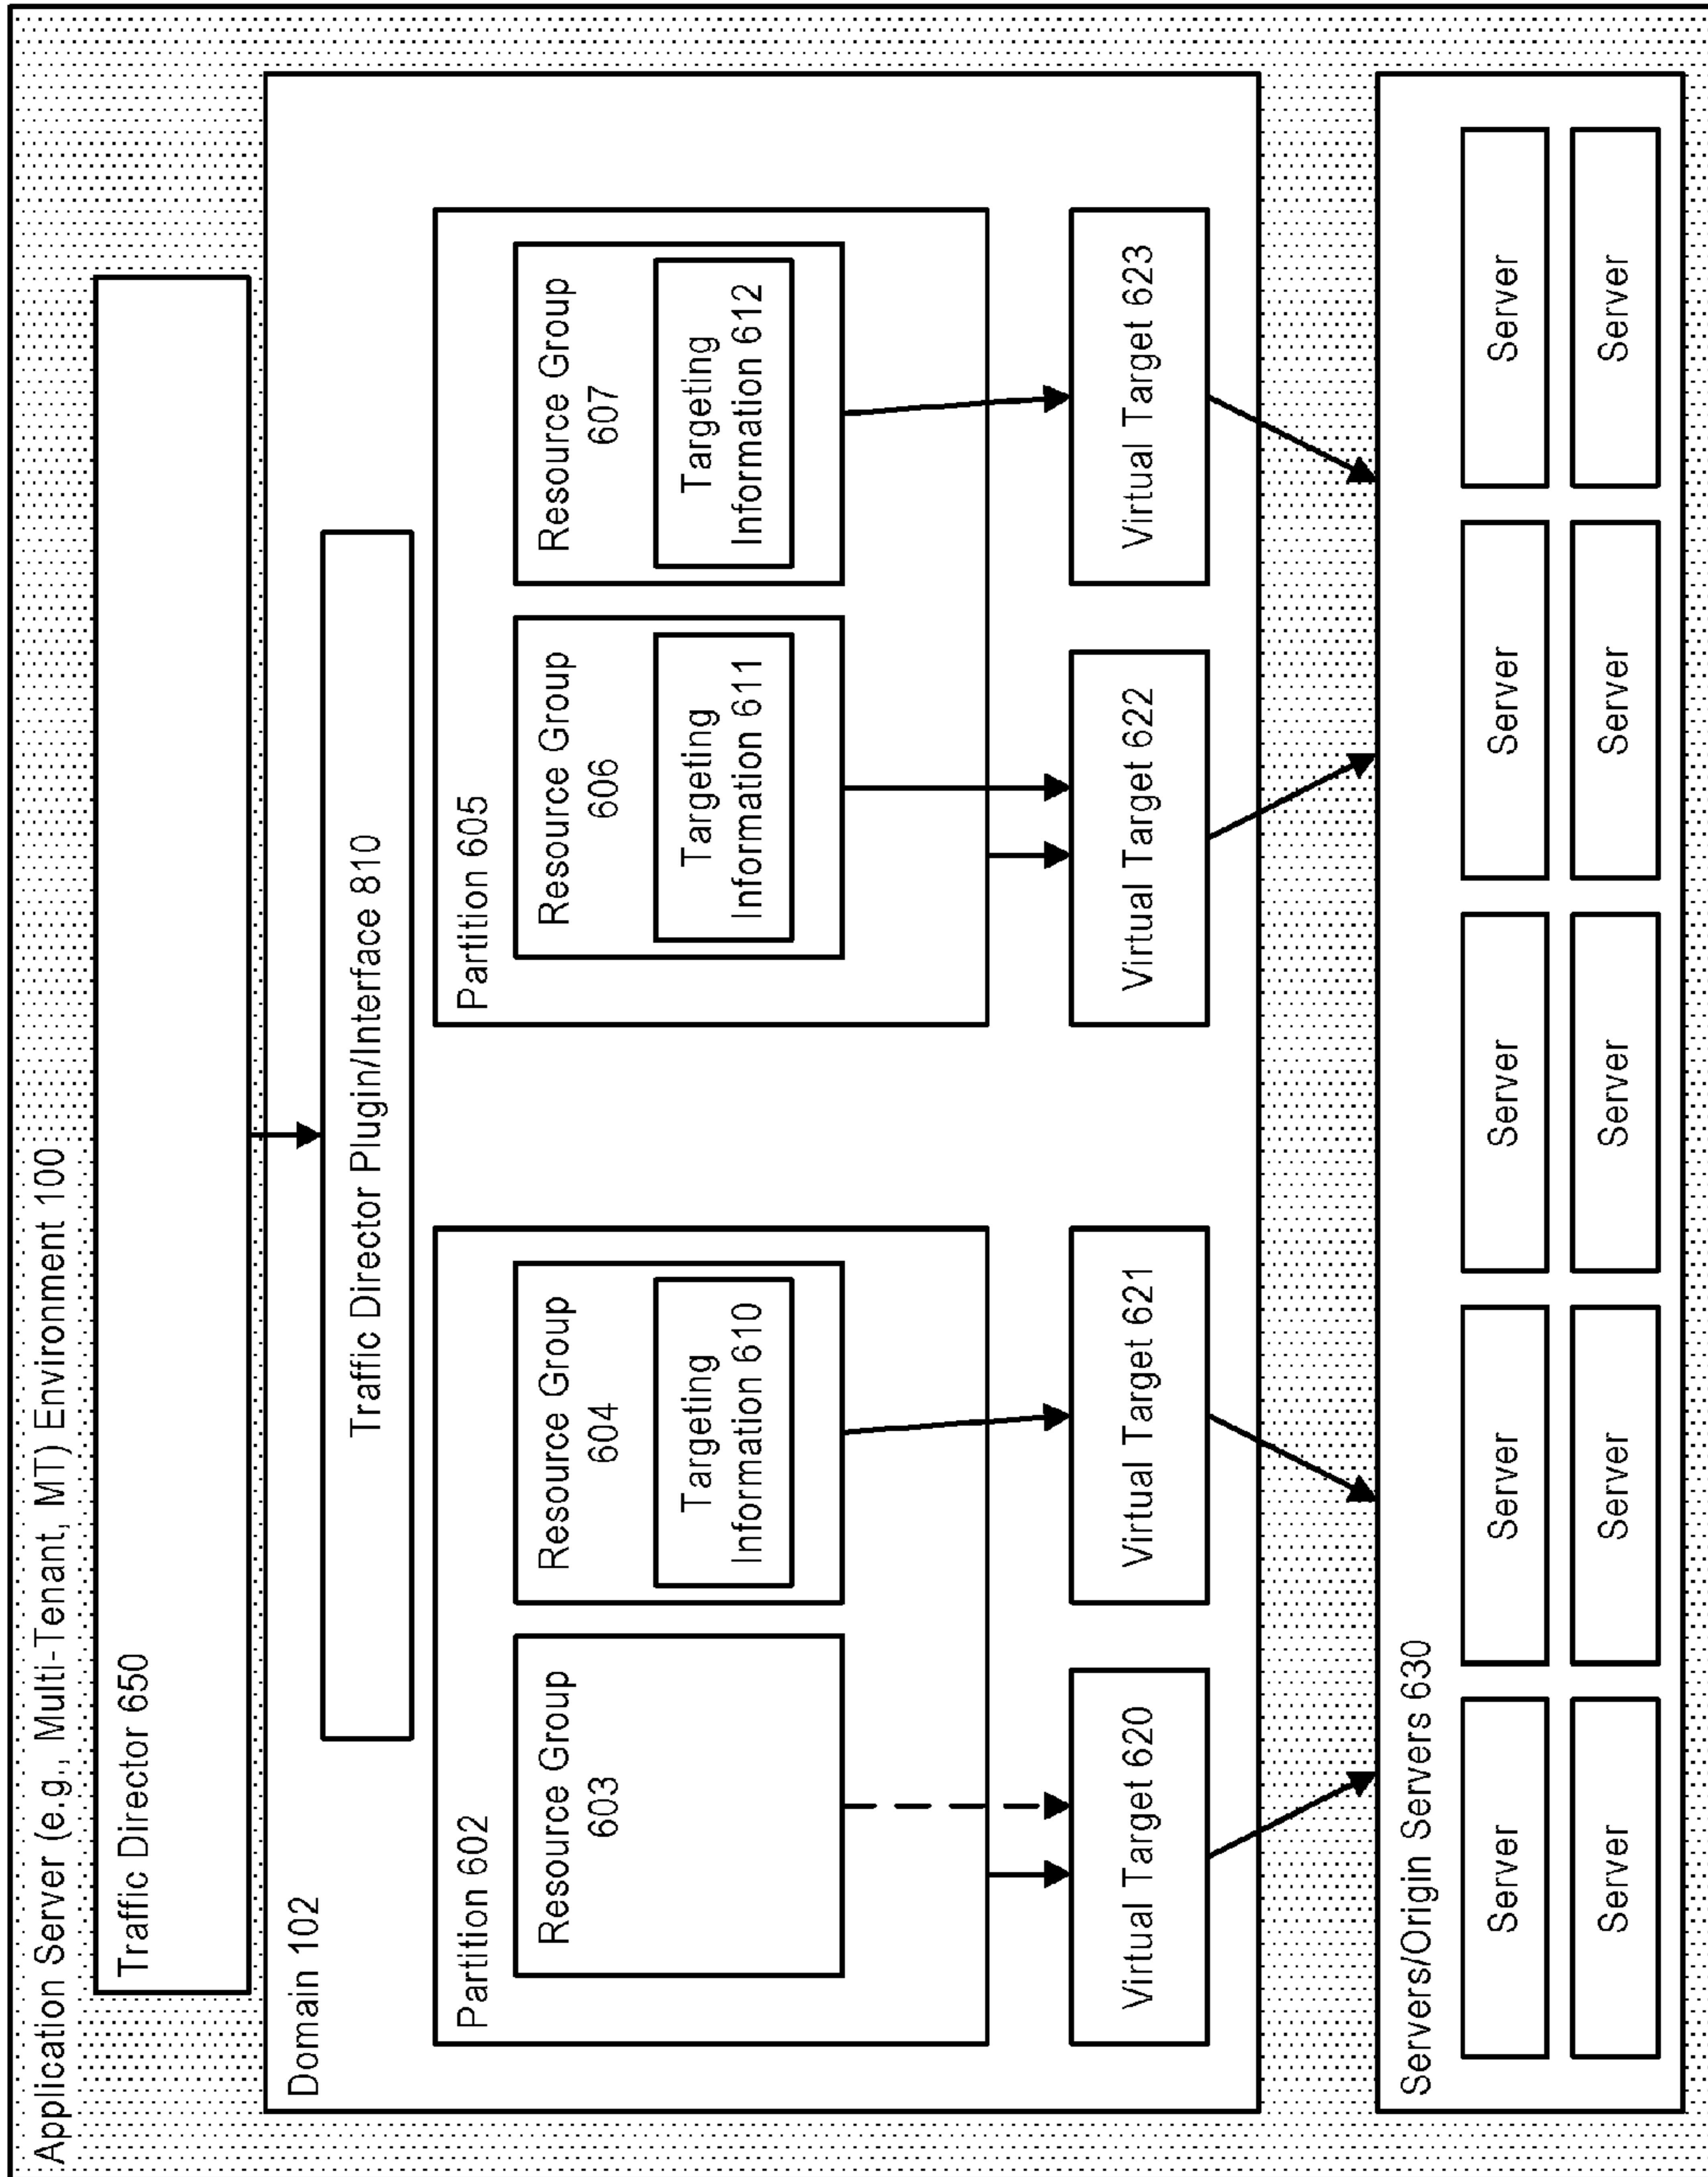 Application Server (e.g., Multi-Tenant, MT) Environment 100
Traffic Director 650
Domain 102
Traffic Director Plugin/Interface 810
Partition 602
Resource Group
603
Resource Group
604
Targeting
Information 610
Partition 605
Resource Group
606
Targeting
Information 611
Resource Group
607
Targeting
Information 612
Virtual Target 620
Virtual Target 621
Virtual Target 622
Virtual Target 623
Servers/Origin Servers 630
Server
Server
Server
Server
Server
Server
Server
Server
Server
Server